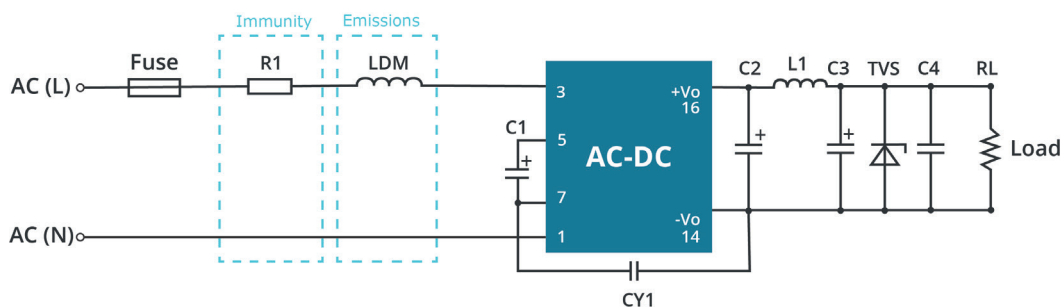 Immunity
Emissions
Fuse
R1
LDM
C2
L1
C3
TVS
C4
RL
AC (L)
3
+Vo
16
C1
5
AC-DC
Load
7
-Vo
14
AC (N)
1
CY1
+
+
+